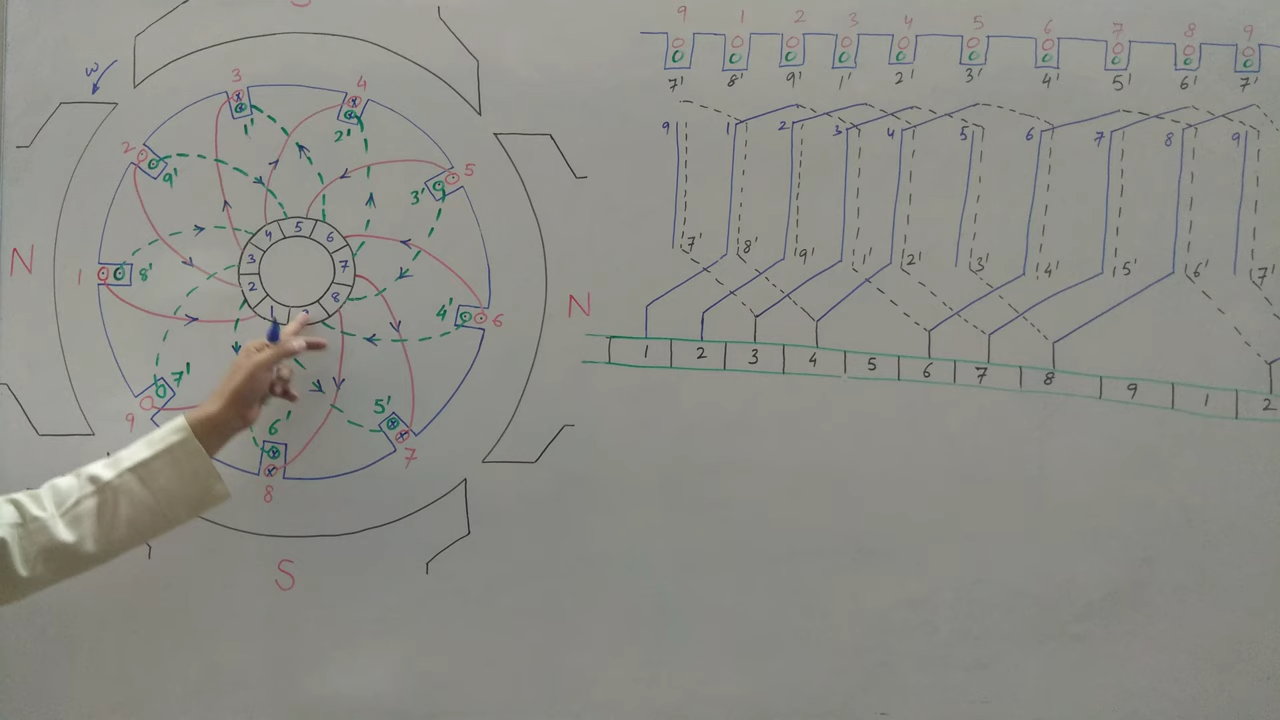 S
9 1 2 3 4 5 6 7 8 9
7' 8' 9' 1' 2' 3' 4' 5' 6' 7'
9 1 2 3 4 5 6 7 8 9
7' 8' 9' 1' 2' 3' 4' 5' 6' 7'
1 2 3 4 5 6 7 8 9 1 2
ω
3 4
1' 2'
2 9' 3' 5
N 1 8' 4' 6 N
2 3 4 5 6 7 8
9 7' 6' 5' 7
8
S